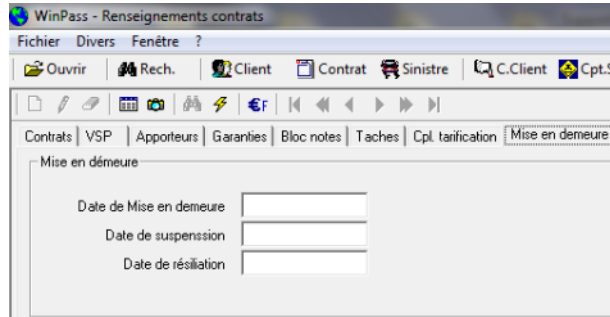 WinPass - Renseignements contrats
Fichier Divers Fenêtre ?
Ouvrir Rech. Client Contrat Sinistre C.Client Cpt.S
€F
Contrats VSP Apporteurs Garanties Bloc notes Taches Cpl. tarification Mise en demeure
Mise en démeure
Date de Mise en demeure
Date de suspenssion
Date de résiliation